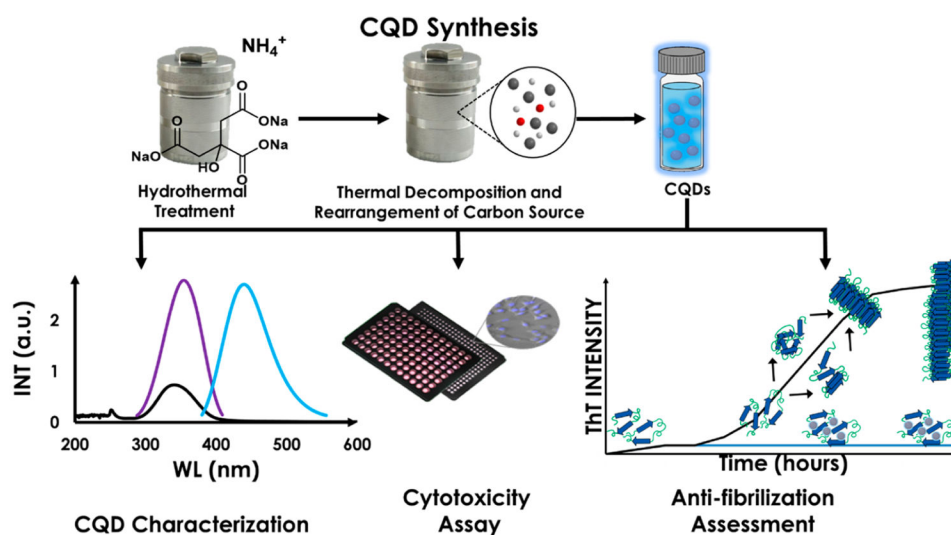 CQD Synthesis
NH4+
O
ONa
O
NaO
ONa
HO
O
Hydrothermal
Treatment
Thermal Decomposition and
Rearrangement of Carbon Source
CQDs
INT (a.u.)
2
1
0
200 300 400 500 600
WL (nm)
CQD Characterization
Cytotoxicity
Assay
ThT INTENSITY
Time (hours)
Anti-fibrilization
Assessment